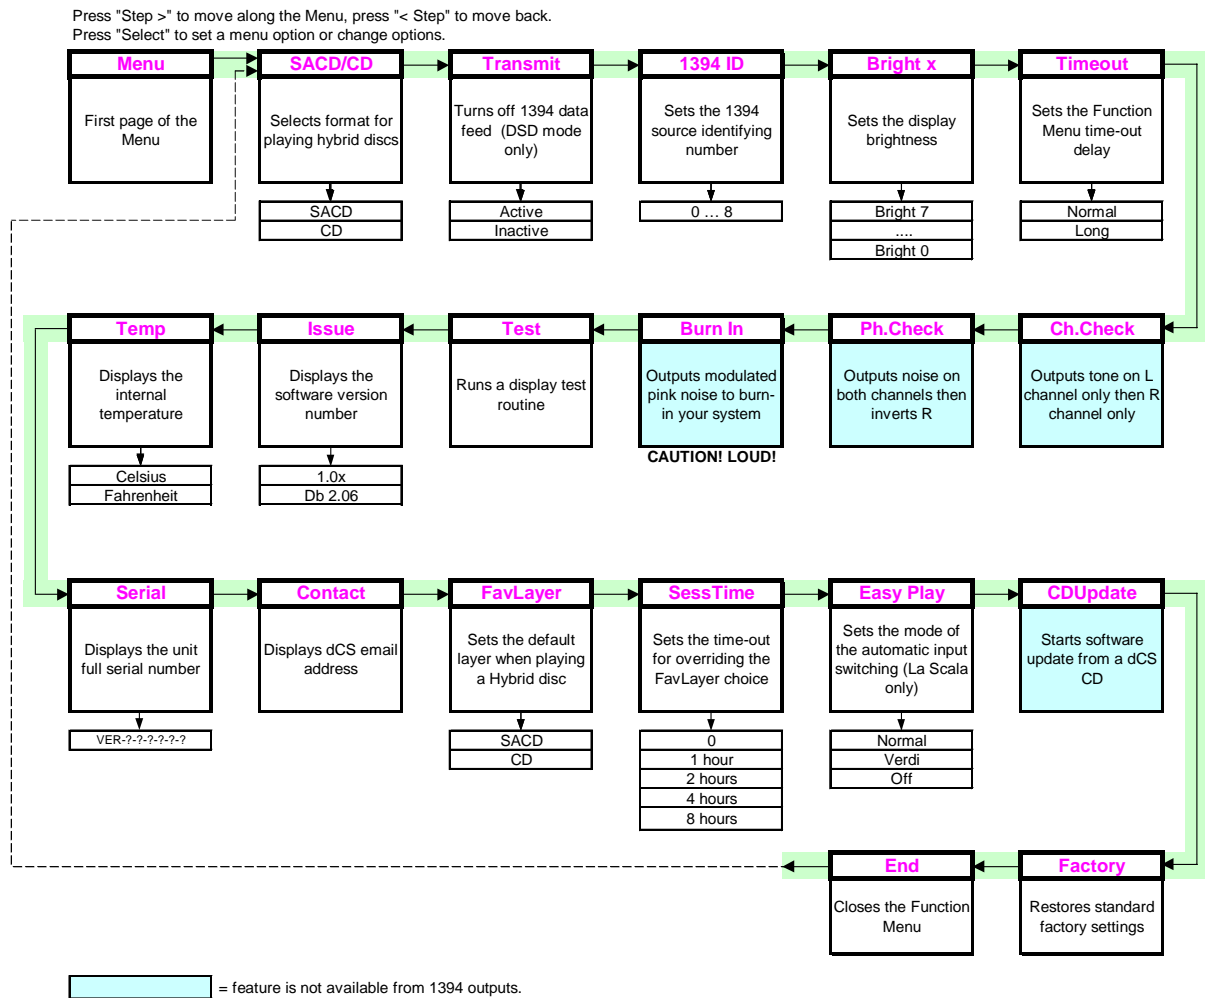 Press "Step >" to move along the Menu, press "< Step" to move back.
Press "Select" to set a menu option or change options.
Menu
First page of the
Menu
SACD/CD
Selects format for
playing hybrid discs
SACD
CD
Transmit
Turns off 1394 data
feed (DSD mode
only)
Active
Inactive
1394 ID
Sets the 1394
source identifying
number
0 … 8
Bright x
Sets the display
brightness
Bright 7
....
Bright 0
Timeout
Sets the Function
Menu time-out
delay
Normal
Long
Temp
Displays the
internal
temperature
Celsius
Fahrenheit
Issue
Displays the
software version
number
1.0x
Db 2.06
Test
Runs a display test
routine
Burn In
Outputs modulated
pink noise to burn-
in your system
CAUTION! LOUD!
Ph.Check
Outputs noise on
both channels then
inverts R
Ch.Check
Outputs tone on L
channel only then R
channel only
Serial
Displays the unit
full serial number
VER-?-?-?-?-?-?
Contact
Displays dCS email
address
FavLayer
Sets the default
layer when playing
a Hybrid disc
SACD
CD
SessTime
Sets the time-out
for overriding the
FavLayer choice
0
1 hour
2 hours
4 hours
8 hours
Easy Play
Sets the mode of
the automatic input
switching (La Scala
only)
Normal
Verdi
Off
CDUpdate
Starts software
update from a dCS
CD
End
Closes the Function
Menu
Factory
Restores standard
factory settings
= feature is not available from 1394 outputs.